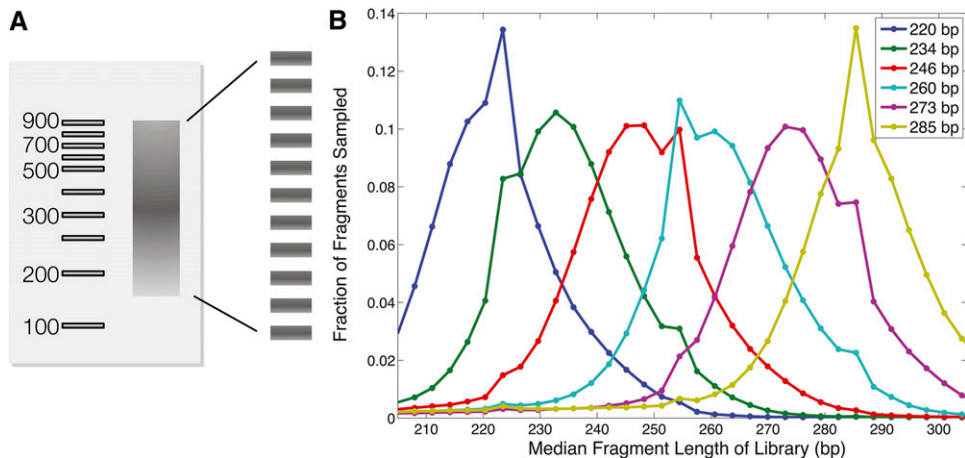 A
900
700
500
300
200
100
B
Fraction of Fragments Sampled
0.14
0.12
0.1
0.08
0.06
0.04
0.02
0
210 220 230 240 250 260 270 280 290 300
Median Fragment Length of Library (bp)
220 bp
234 bp
246 bp
260 bp
273 bp
285 bp